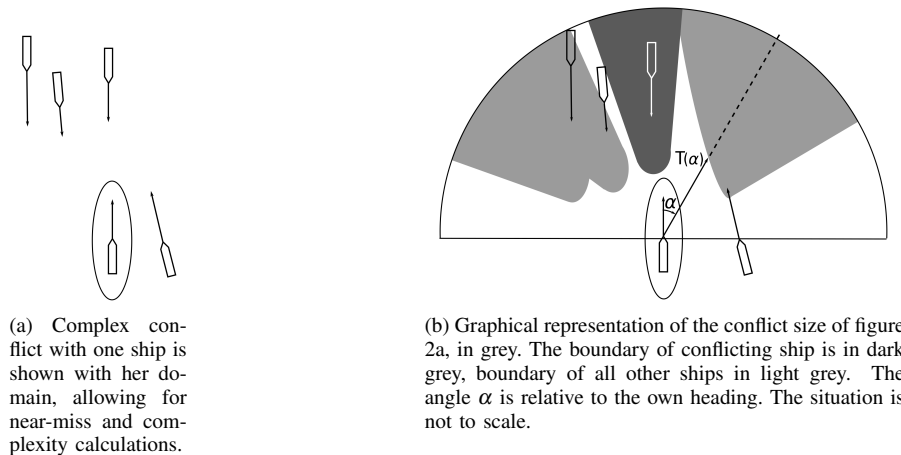 T(α)
α
(a) Complex con-
flict with one ship is
shown with her do-
main, allowing for
near-miss and com-
plexity calculations.
(b) Graphical representation of the conflict size of figure
2a, in grey. The boundary of conflicting ship is in dark
grey, boundary of all other ships in light grey. The
angle α is relative to the own heading. The situation is
not to scale.